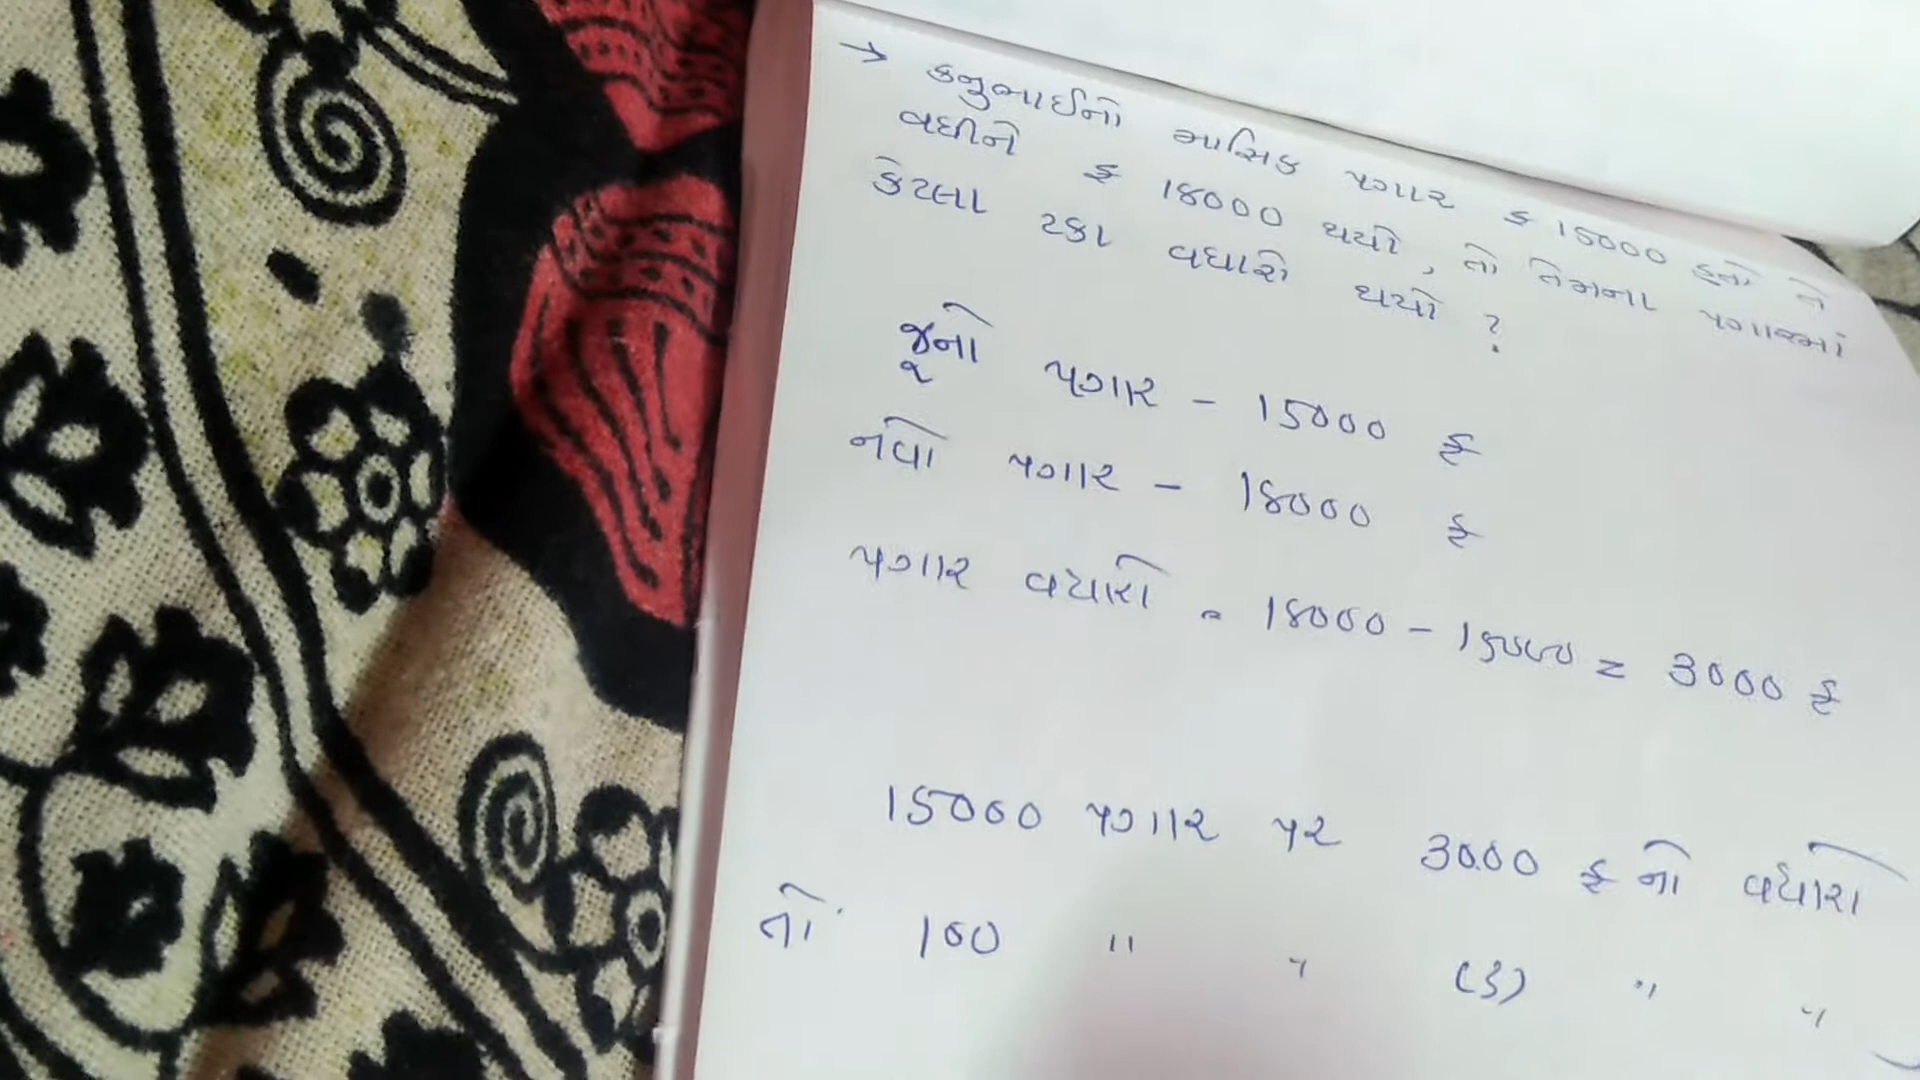 → કનુભાઈનો માસિક પગાર રૂ 15000 હતો તે
વધીને રૂ 18000 થયો, તો તેમના પગારમાં
કેટલા ટકા વધારો થયો ?
જૂનો પગાર - 15000 રૂ
નવો પગાર - 18000 રૂ
પગાર વધારો = 18000 - 15000 = 3000 રૂ
15000 પગાર પર 3000 રૂ નો વધારો
તો 100 " " (?) " "